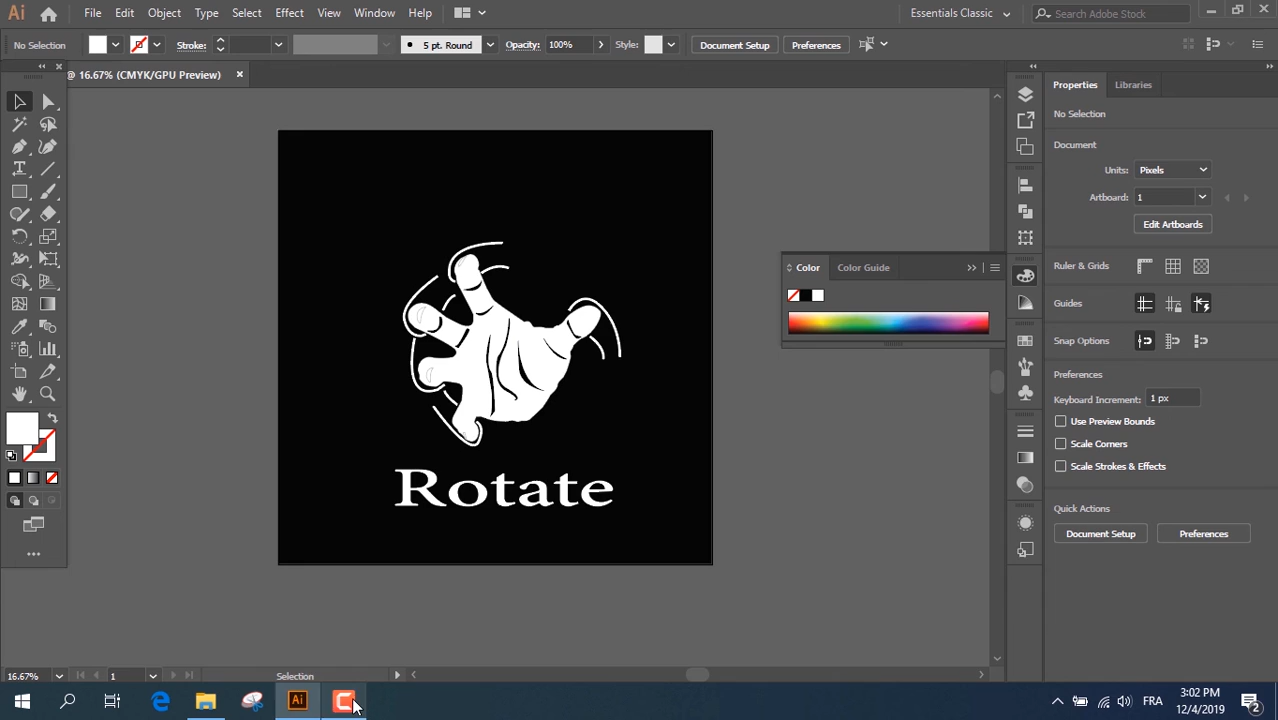 Ai File Edit Object Type Select Effect View Window Help Essentials Classic Search Adobe Stock
No Selection Stroke: 5 pt. Round Opacity: 100% Style: Document Setup Preferences
@ 16.67% (CMYK/GPU Preview) ×
Properties Libraries
No Selection
Document
Units: Pixels
Artboard: 1
Edit Artboards
Color Color Guide
Ruler & Grids
Guides
Snap Options
Preferences
Keyboard Increment: 1 px
Use Preview Bounds
Scale Corners
Scale Strokes & Effects
Quick Actions
Document Setup Preferences
Rotate
16.67% 1 Selection
Ai FRA 3:02 PM
12/4/2019 2